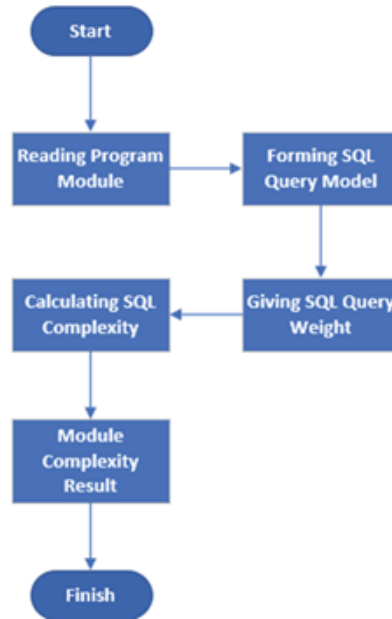 Start
Reading Program
Module
Forming SQL
Query Model
Giving SQL Query
Weight
Calculating SQL
Complexity
Module
Complexity
Result
Finish